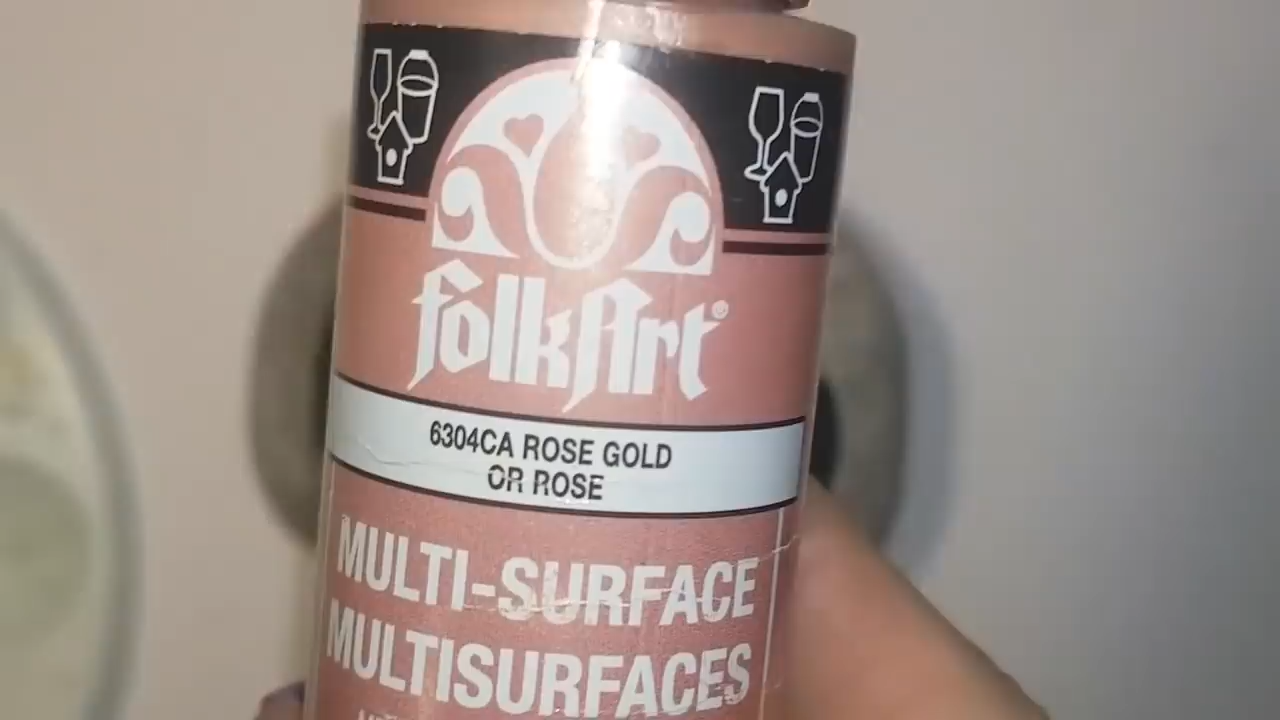 folkArt®
6304CA ROSE GOLD
OR ROSE
MULTI-SURFACE
MULTISURFACES